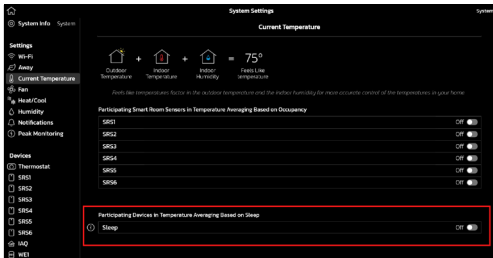 System Settings
System
System Info System
Current Temperature
Settings
Wi-Fi
Away
Current Temperature
Fan
Heat/Cool
Humidity
Notifications
Peak Monitoring
Devices
Thermostat
SRS1
SRS2
SRS3
SRS4
SRS5
SRS6
IAQ
WE1
+ + = 75°
Outdoor Temperature
Indoor Temperature
Indoor Humidity
Feels Like temperature
Feels like temperatures factor in the outdoor temperature and the indoor humidity for more accurate control of the temperatures in your home.
Participating Smart Room Sensors in Temperature Averaging Based on Occupancy
SRS1 Off
SRS2 Off
SRS3 Off
SRS4 Off
SRS5 Off
SRS6 Off
Participating Devices in Temperature Averaging Based on Sleep
Sleep Off